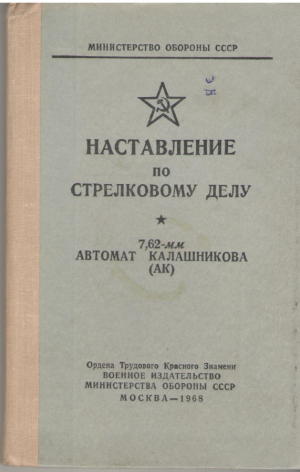 МИНИСТЕРСТВО ОБОРОНЫ СССР
НАСТАВЛЕНИЕ
ПО
СТРЕЛКОВОМУ ДЕЛУ
7,62-мм
АВТОМАТ КАЛАШНИКОВА
(АК)
Ордена Трудового Красного Знамени
ВОЕННОЕ ИЗДАТЕЛЬСТВО
МИНИСТЕРСТВА ОБОРОНЫ СССР
МОСКВА—1968